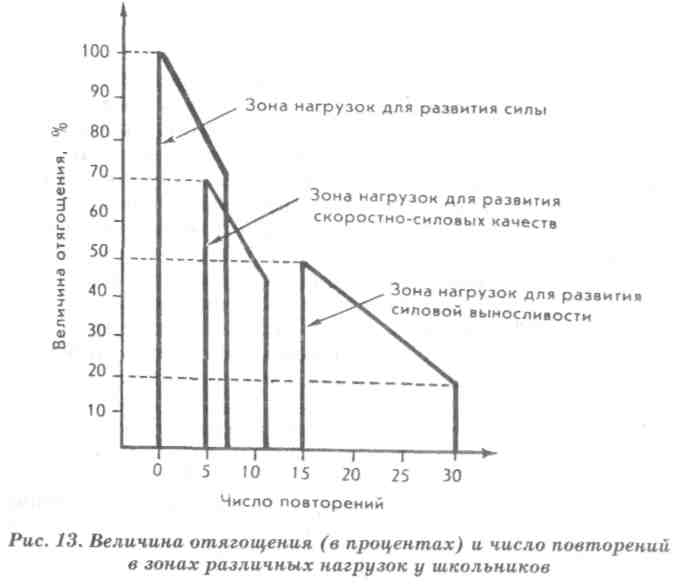 100
90
80
70
60
50
40
30
20
10
Величина отягощения, %
Зона нагрузок для развития силы
Зона нагрузок для развития
скоростно-силовых качеств
Зона нагрузок для развития
силовой выносливости
0 5 10 15 20 25 30
Число повторений
Рис. 13. Величина отягощения (в процентах) и число повторений
в зонах различных нагрузок у школьников